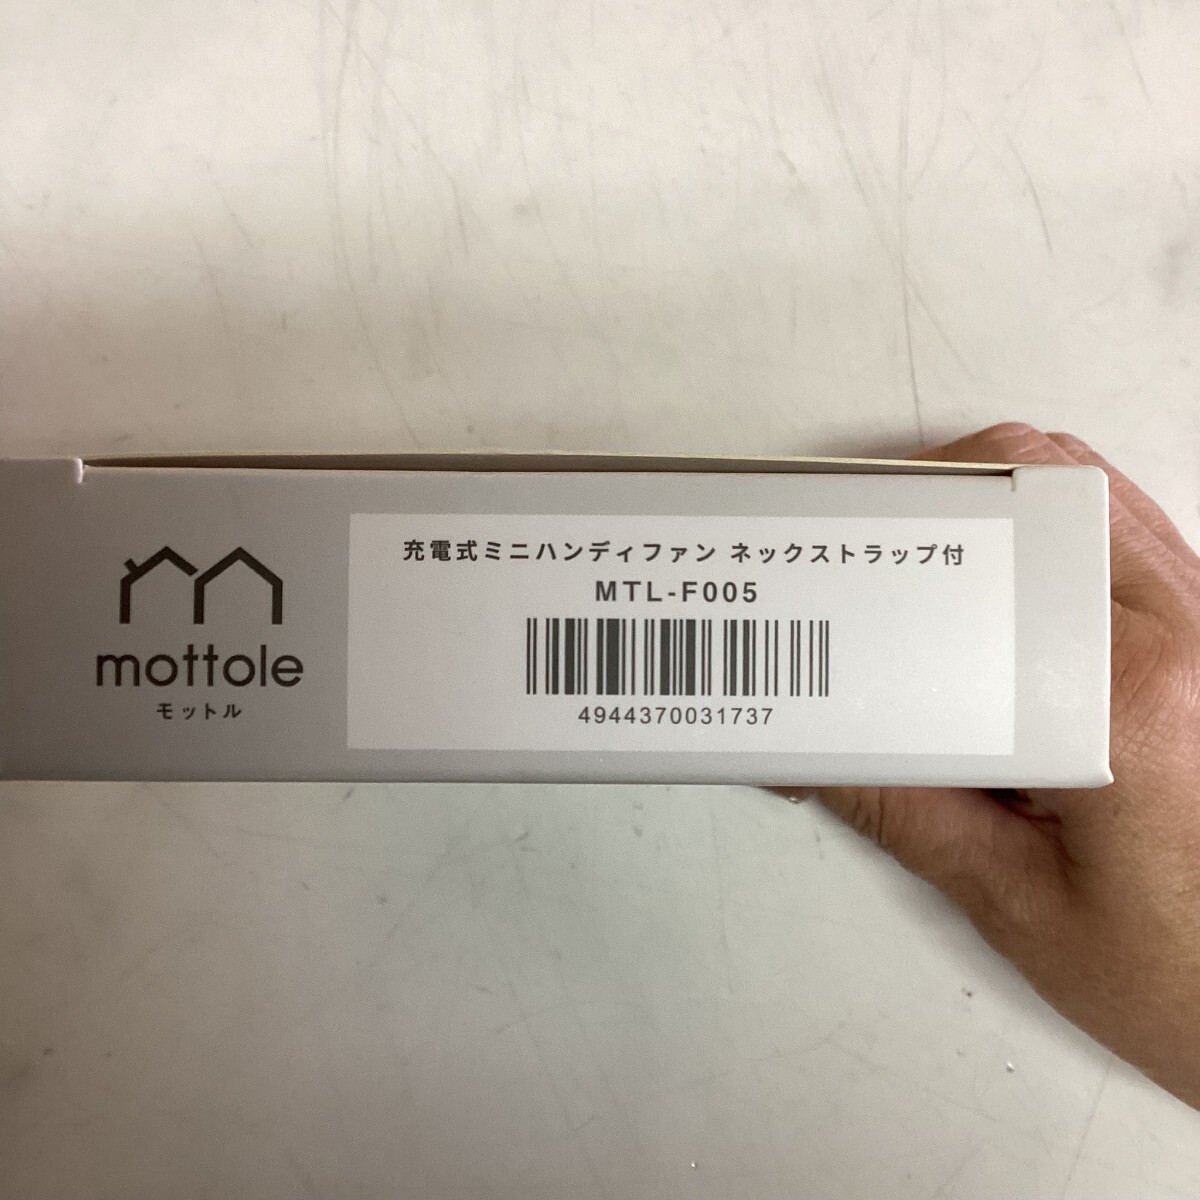 mottole
モットル
充電式ミニハンディファン ネックストラップ付
MTL-F005
4944370031737